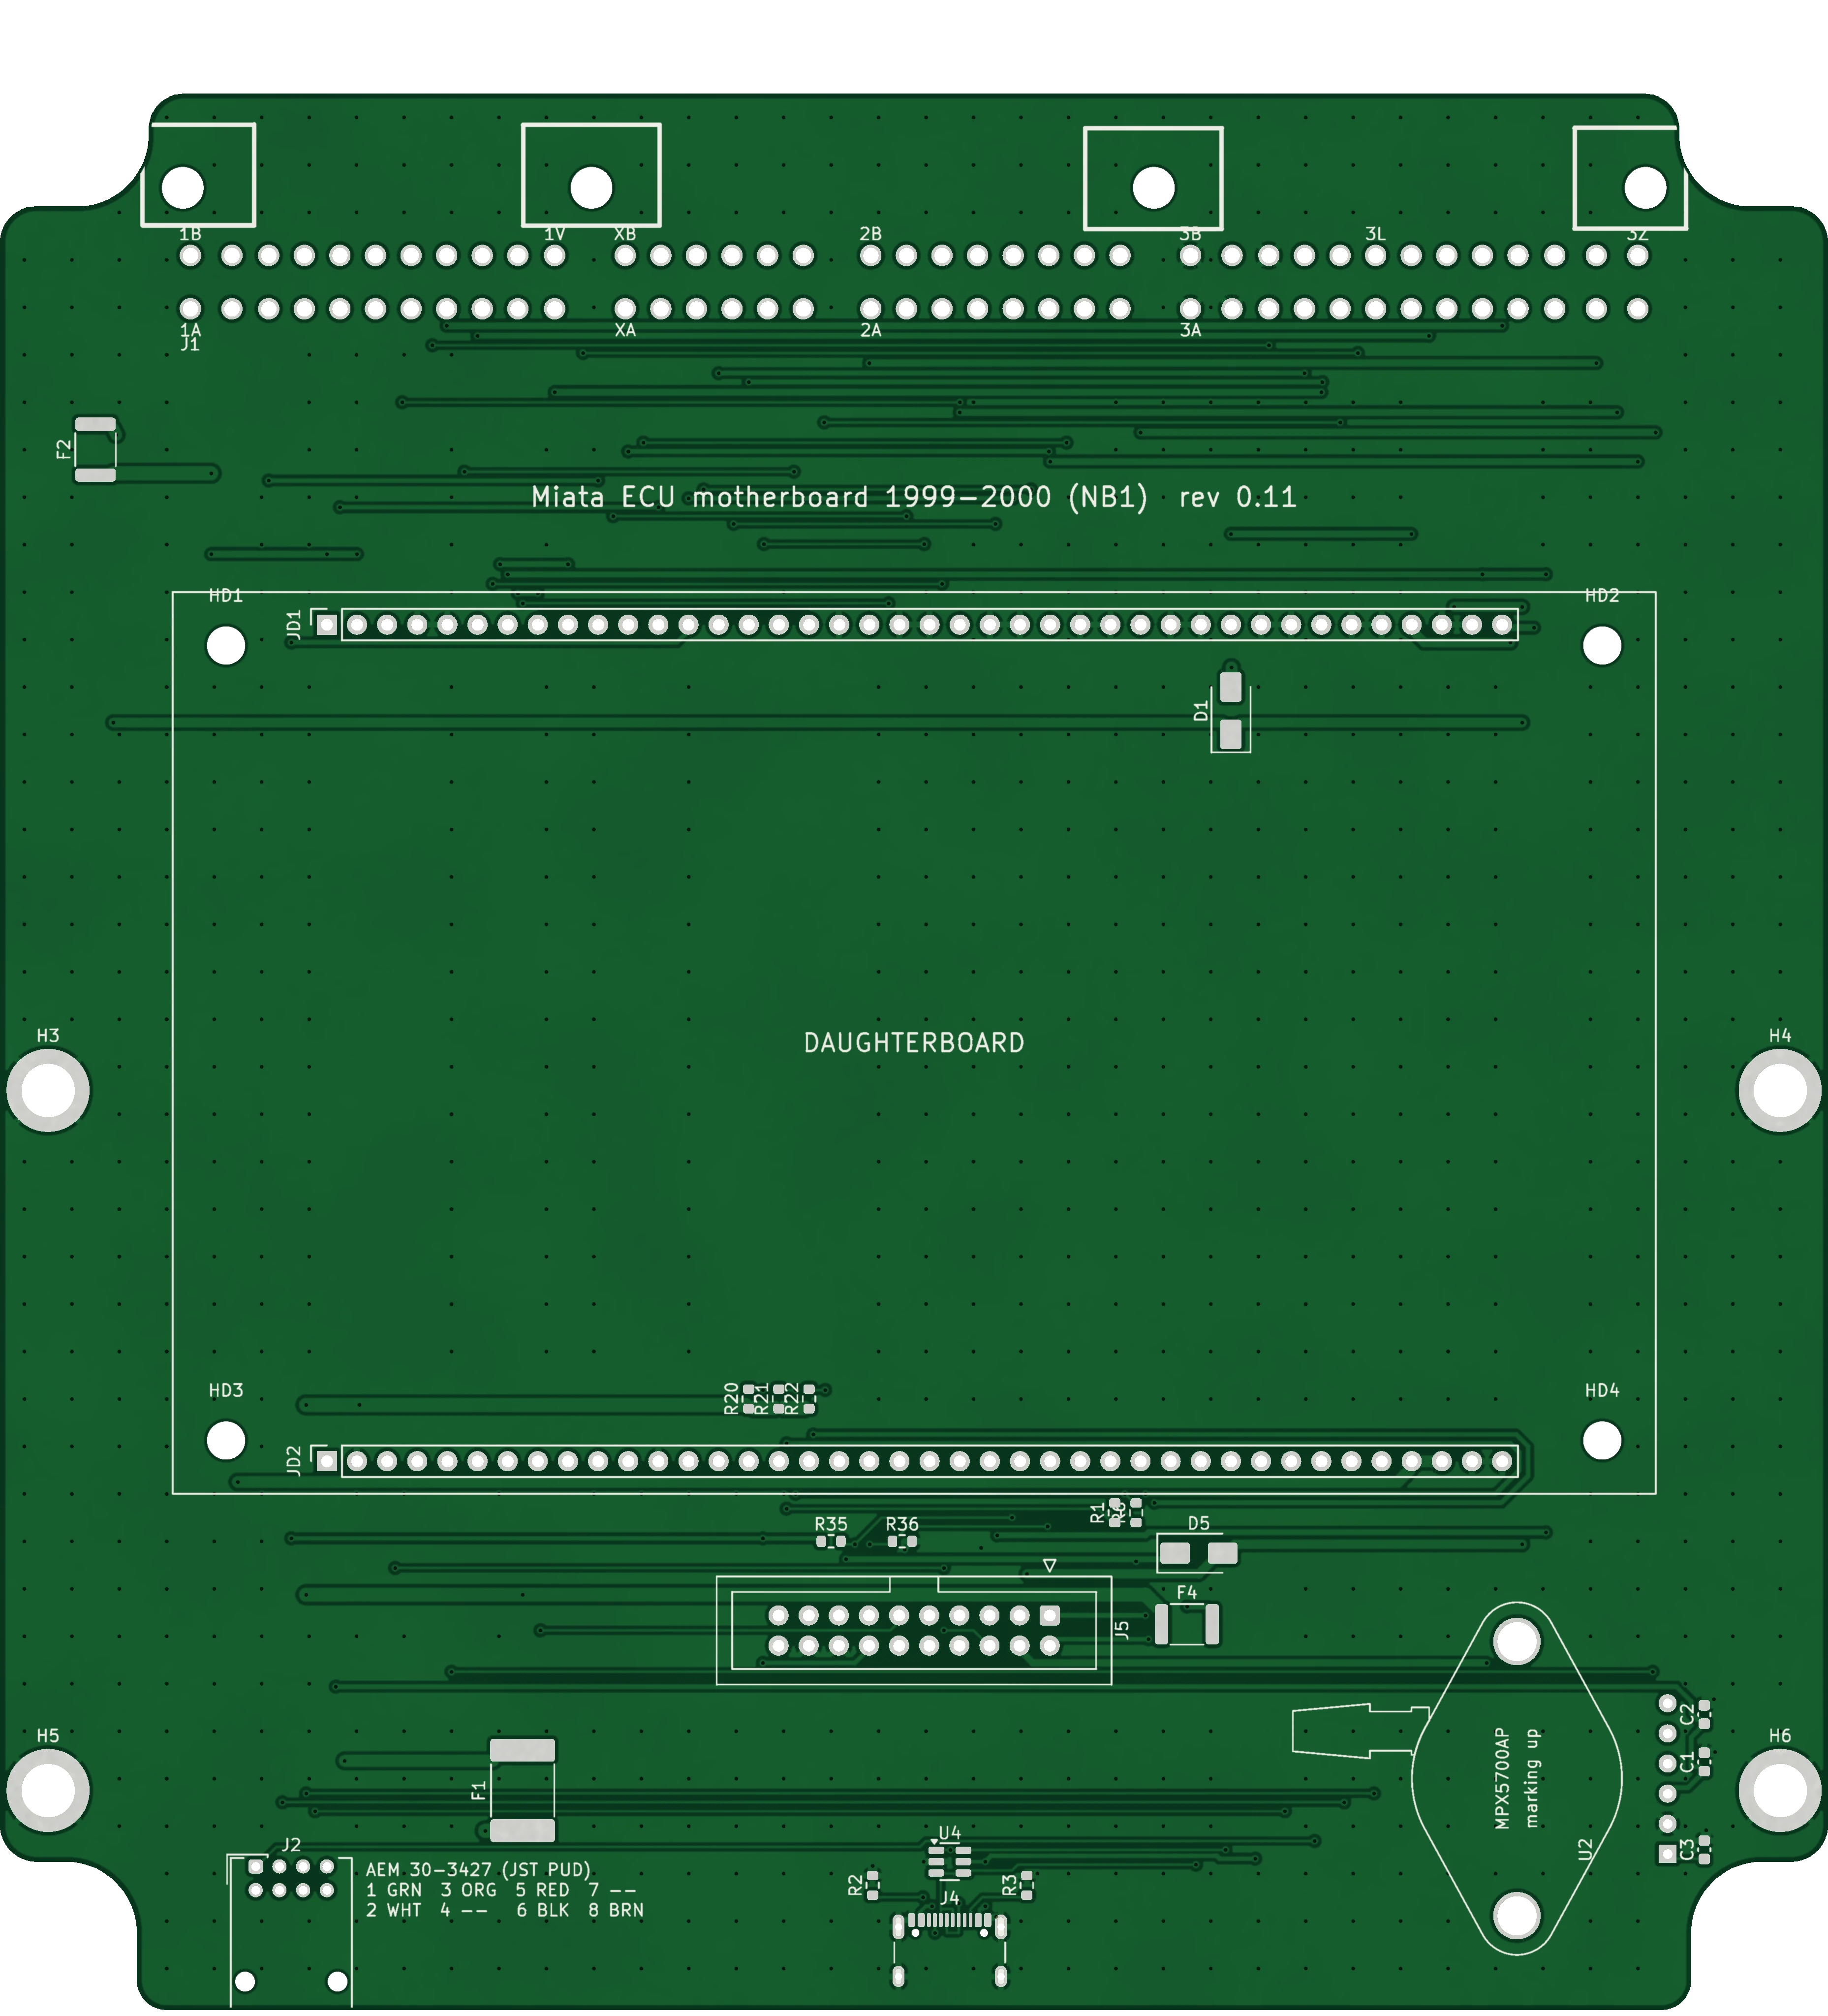 1B 1V XB 2B 3B 3L 3Z
1A XA 2A 3A
J1
F2
Miata ECU motherboard 1999-2000 (NB1) rev 0.11
HD1 HD2
JD1
D1
DAUGHTERBOARD
H3 H4
HD3 HD4
R20 R21 R22
JD2
R1
R35 R36 D5
F4
J5
H5 H6
C2
C1
MPX5700AP
marking up
F1
U4
J2
U2
C3
AEM 30-3427 (JST PUD)
1 GRN 3 ORG 5 RED 7 --
2 WHT 4 -- 6 BLK 8 BRN
R2 R3
J4